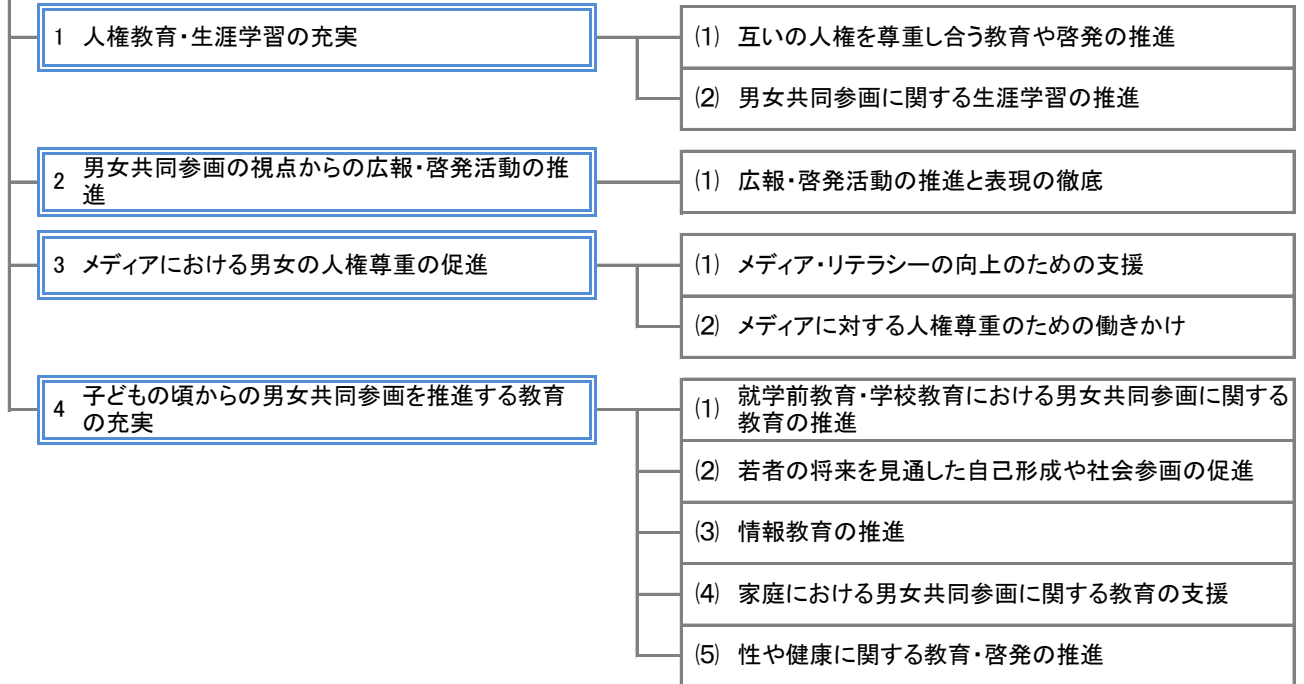 1 人権教育・生涯学習の充実
⑴ 互いの人権を尊重し合う教育や啓発の推進
⑵ 男女共同参画に関する生涯学習の推進
2 男女共同参画の視点からの広報・啓発活動の推
進
⑴ 広報・啓発活動の推進と表現の徹底
3 メディアにおける男女の人権尊重の促進
⑴ メディア・リテラシーの向上のための支援
⑵ メディアに対する人権尊重のための働きかけ
4 子どもの頃からの男女共同参画を推進する教育
の充実
⑴ 就学前教育・学校教育における男女共同参画に関する
教育の推進
⑵ 若者の将来を見通した自己形成や社会参画の促進
⑶ 情報教育の推進
⑷ 家庭における男女共同参画に関する教育の支援
⑸ 性や健康に関する教育・啓発の推進